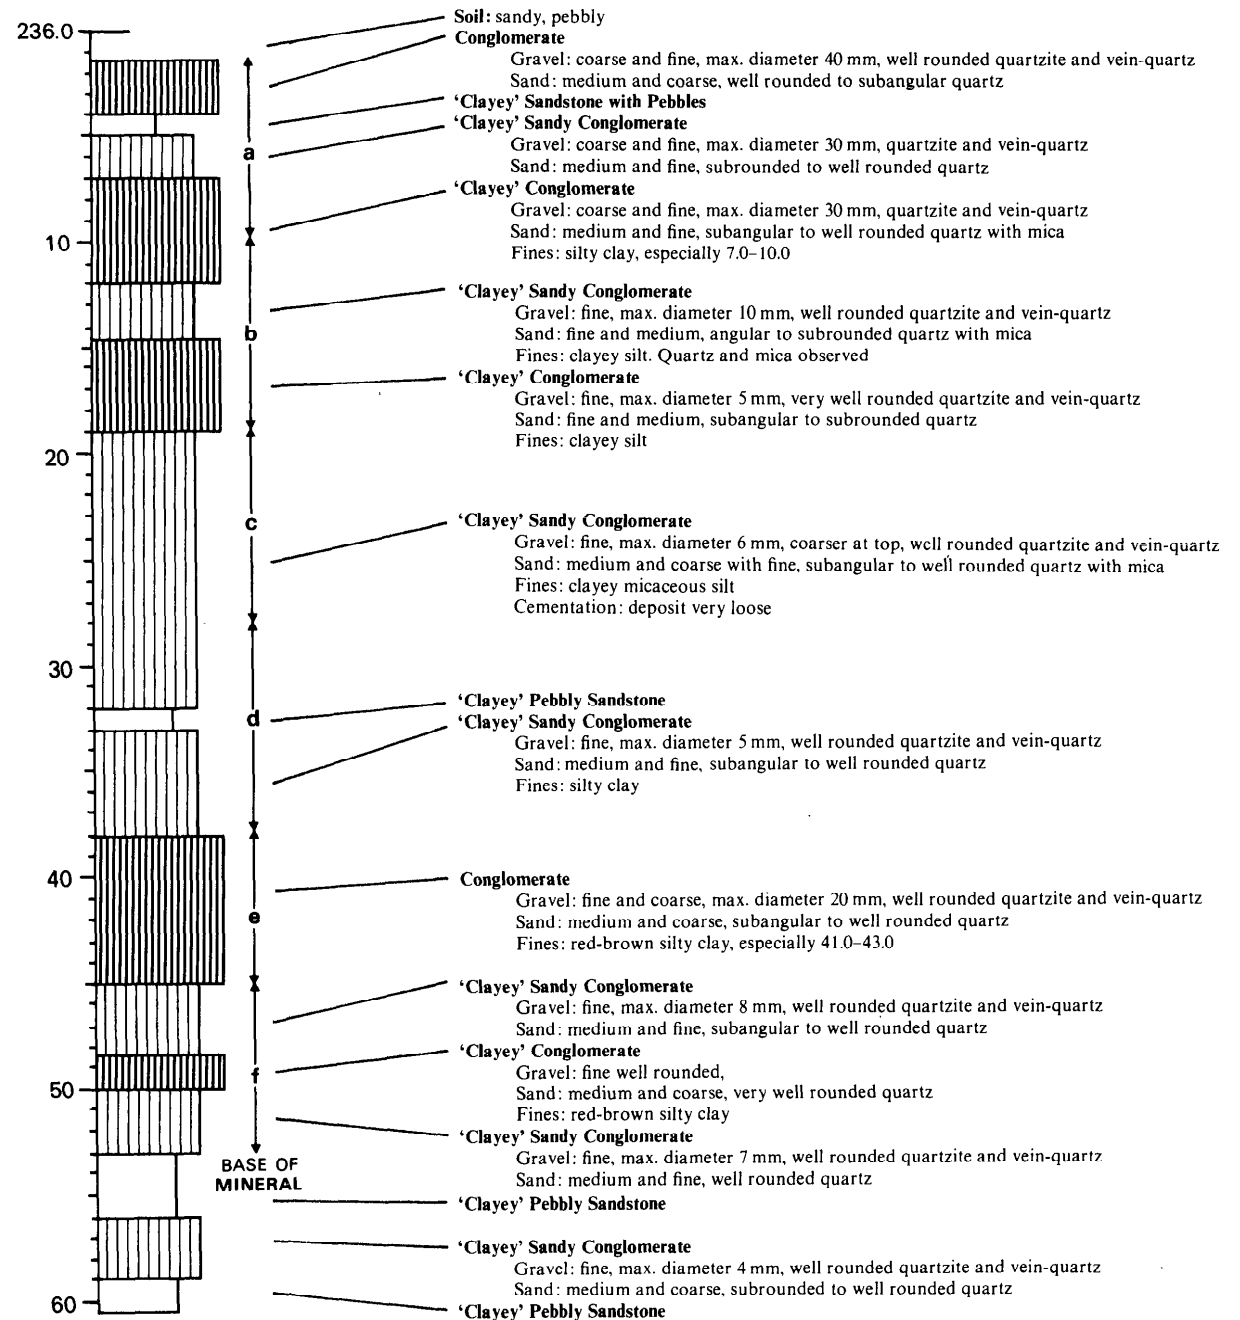 236.0
Soil: sandy, pebbly
Conglomerate
Gravel: coarse and fine, max. diameter 40 mm, well rounded quartzite and vein-quartz
Sand: medium and coarse, well rounded to subangular quartz
‘Clayey’ Sandstone with Pebbles
‘Clayey’ Sandy Conglomerate
Gravel: coarse and fine, max. diameter 30 mm, quartzite and vein-quartz
Sand: medium and fine, subrounded to well rounded quartz
a
‘Clayey’ Conglomerate
Gravel: coarse and fine, max. diameter 30 mm, quartzite and vein-quartz
Sand: medium and fine, subangular to well rounded quartz with mica
Fines: silty clay, especially 7.0–10.0
10
‘Clayey’ Sandy Conglomerate
Gravel: fine, max. diameter 10 mm, well rounded quartzite and vein-quartz
Sand: fine and medium, angular to subrounded quartz with mica
Fines: clayey silt. Quartz and mica observed
b
‘Clayey’ Conglomerate
Gravel: fine, max. diameter 5 mm, very well rounded quartzite and vein-quartz
Sand: fine and medium, subangular to subrounded quartz
Fines: clayey silt
20
c
‘Clayey’ Sandy Conglomerate
Gravel: fine, max. diameter 6 mm, coarser at top, well rounded quartzite and vein-quartz
Sand: medium and coarse with fine, subangular to well rounded quartz with mica
Fines: clayey micaceous silt
Cementation: deposit very loose
30
‘Clayey’ Pebbly Sandstone
d
‘Clayey’ Sandy Conglomerate
Gravel: fine, max. diameter 5 mm, well rounded quartzite and vein-quartz
Sand: medium and fine, subangular to well rounded quartz
Fines: silty clay
40
Conglomerate
Gravel: fine and coarse, max. diameter 20 mm, well rounded quartzite and vein-quartz
Sand: medium and coarse, subangular to well rounded quartz
Fines: red-brown silty clay, especially 41.0–43.0
e
‘Clayey’ Sandy Conglomerate
Gravel: fine, max. diameter 8 mm, well rounded quartzite and vein-quartz
Sand: medium and fine, subangular to well rounded quartz
‘Clayey’ Conglomerate
Gravel: fine well rounded,
Sand: medium and coarse, very well rounded quartz
Fines: red-brown silty clay
f
50
‘Clayey’ Sandy Conglomerate
Gravel: fine, max. diameter 7 mm, well rounded quartzite and vein-quartz
Sand: medium and fine, well rounded quartz
BASE OF
MINERAL
‘Clayey’ Pebbly Sandstone
‘Clayey’ Sandy Conglomerate
Gravel: fine, max. diameter 4 mm, well rounded quartzite and vein-quartz
Sand: medium and coarse, subrounded to well rounded quartz
60
‘Clayey’ Pebbly Sandstone